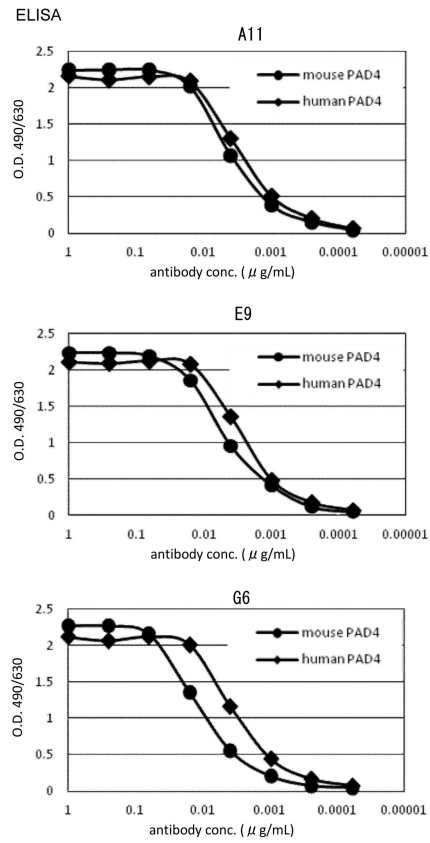 ELISA
A11
2.5
2
1.5
1
0.5
0
O.D. 490/630
mouse PAD4
human PAD4
1 0.1 0.01 0.001 0.0001 0.00001
antibody conc. ( μ g/mL)
E9
2.5
2
1.5
1
0.5
0
O.D. 490/630
mouse PAD4
human PAD4
1 0.1 0.01 0.001 0.0001 0.00001
antibody conc. ( μ g/mL)
G6
2.5
2
1.5
1
0.5
0
O.D. 490/630
mouse PAD4
human PAD4
1 0.1 0.01 0.001 0.0001 0.00001
antibody conc. ( μ g/mL)